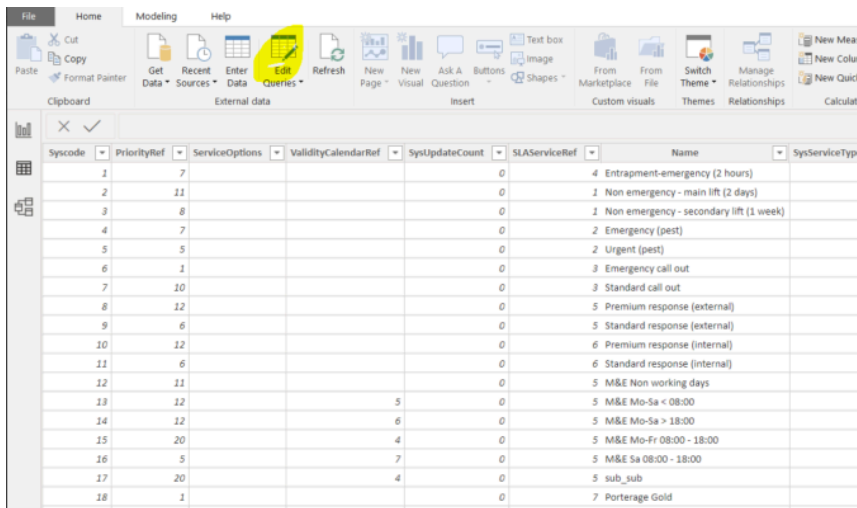 File Home Modeling Help
Cut
Copy
Format Painter
Paste
Get Data
Recent Sources
Enter Data
Edit Queries
Refresh
New Page
New Visual
Ask A Question
Buttons
Text box
Image
Shapes
From Marketplace
From File
Switch Theme
Manage Relationships
New Meas
New Colu
New Quic
Clipboard External data Insert Custom visuals Themes Relationships Calculat
Syscode PriorityRef ServiceOptions ValidityCalendarRef SysUpdateCount SLAServiceRef Name SysServiceTyp
1 7 0 4 Entrapment-emergency (2 hours)
2 11 0 1 Non emergency - main lift (2 days)
3 8 0 1 Non emergency - secondary lift (1 week)
4 7 0 2 Emergency (pest)
5 5 0 2 Urgent (pest)
6 1 0 3 Emergency call out
7 10 0 3 Standard call out
8 12 0 5 Premium response (external)
9 6 0 5 Standard response (external)
10 12 0 6 Premium response (internal)
11 6 0 6 Standard response (internal)
12 11 0 5 M&E Non working days
13 12 5 0 5 M&E Mo-Sa < 08:00
14 12 6 0 5 M&E Mo-Sa > 18:00
15 20 4 0 5 M&E Mo-Fr 08:00 - 18:00
16 5 7 0 5 M&E Sa 08:00 - 18:00
17 20 4 0 5 sub_sub
18 1 0 7 Porterage Gold